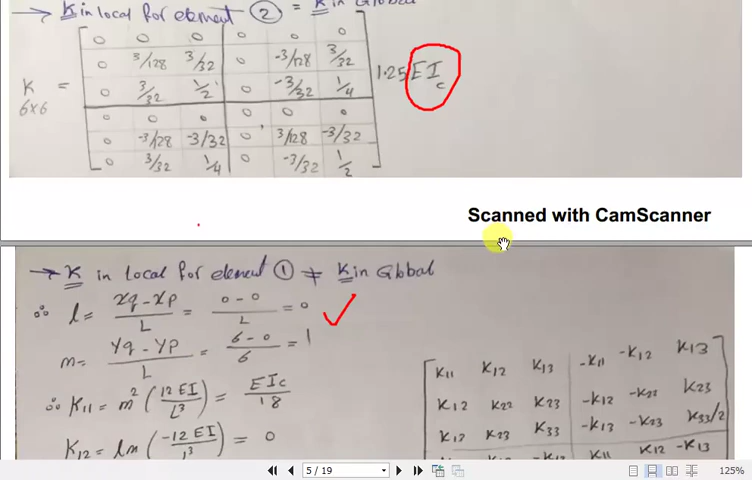 → K in local for element ② = K in Global
0 0 0 0 0 0
0 3/128 3/32 0 -3/128 3/32
K = 0 3/32 1/2 0 -3/32 1/4 1.25 EIc
6x6 0 0 0 0 0 0
0 -3/128 -3/32 0 3/128 -3/32
0 3/32 1/4 0 -3/32 1/2
Scanned with CamScanner
→ K in local for element ① ≠ K in Global
∴ l = xq-xp/L = 0-0/L = 0
m = yq-yp/L = 6-0/6 = 1
∴ K11 = m² (12EI/L³) = EIc/18
K12 = lm (-12EI/L³) = 0
K11 K12 K13 -K11 -K12 K13
K12 K22 K23 -K12 -K22 K23
K13 K23 K33 -K13 -K23 K33/2
K11 K12 -K13
5 / 19
125%